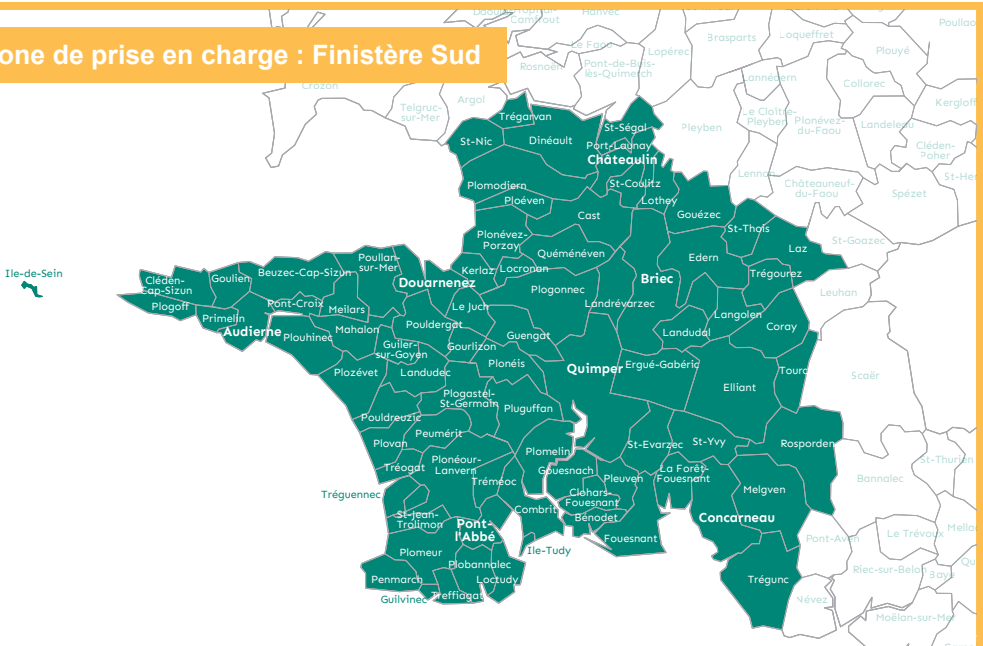 one de prise en charge : Finistère Sud
Camfrout
Hanvec
Le Faou
Lopérec
Brasparts
Loqueffret
Plouyé
Rosnoën
Pont-de-Buis-
lès-Quimerch
Lannédern
Collorec
Crozon
Telgruc-
sur-Mer
Argol
Pleyben
Le Cloître-
Pleyben
Plonévez-
du-Faou
Landeleau
Kergloff
Cléden-
Poher
Lennon
Châteauneuf-
du-Faou
Spézet
St-Goazec
Leuhan
Scaër
St-Thurien
Bannalec
Le Trévoux
Pont-Aven
Riec-sur-Belon
Baye
Névez
Moëlan-sur-Mer
Trégarvan
St-Nic
Dinéault
St-Ségal
Port-Launay
Châteaulin
St-Coulitz
Plomodiern
Ploéven
Lothey
Gouézec
Cast
St-Thois
Laz
Plonévez-
Porzay
Quéménéven
Edern
Trégourez
Kerlaz
Locronan
Briec
Plogonnec
Landrévarzec
Langolen
Coray
Landudal
Ile-de-Sein
Cléden-
Cap-Sizun
Goulien
Beuzec-Cap-Sizun
Poullan-
sur-Mer
Douarnenez
Plogoff
Primelin
Audierne
Pont-Croix
Meilars
Le Juch
Plouhinec
Mahalon
Pouldergat
Guiler-
sur-Goyen
Gourlizon
Guengat
Plozévet
Landudec
Plonéis
Quimper
Ergué-Gabéric
Elliant
Tourc
Plogastel-
St-Germain
Pluguffan
Pouldreuzic
Peumérit
Plovan
Plonéour-
Lanvern
Tréogat
Tréméoc
Plomelin
Gouesnach
St-Evarzec
St-Yvy
Rosporden
Pleuven
La Forêt-
Fouesnant
Melgven
Clohars-
Fouesnant
Bénodet
Fouesnant
Concarneau
Tréguennec
St-Jean-
Trolimon
Pont-
l'Abbé
Combrit
Ile-Tudy
Plomeur
Plobannalec
Loctudy
Penmarch
Treffiagat
Guilvinec
Trégunc